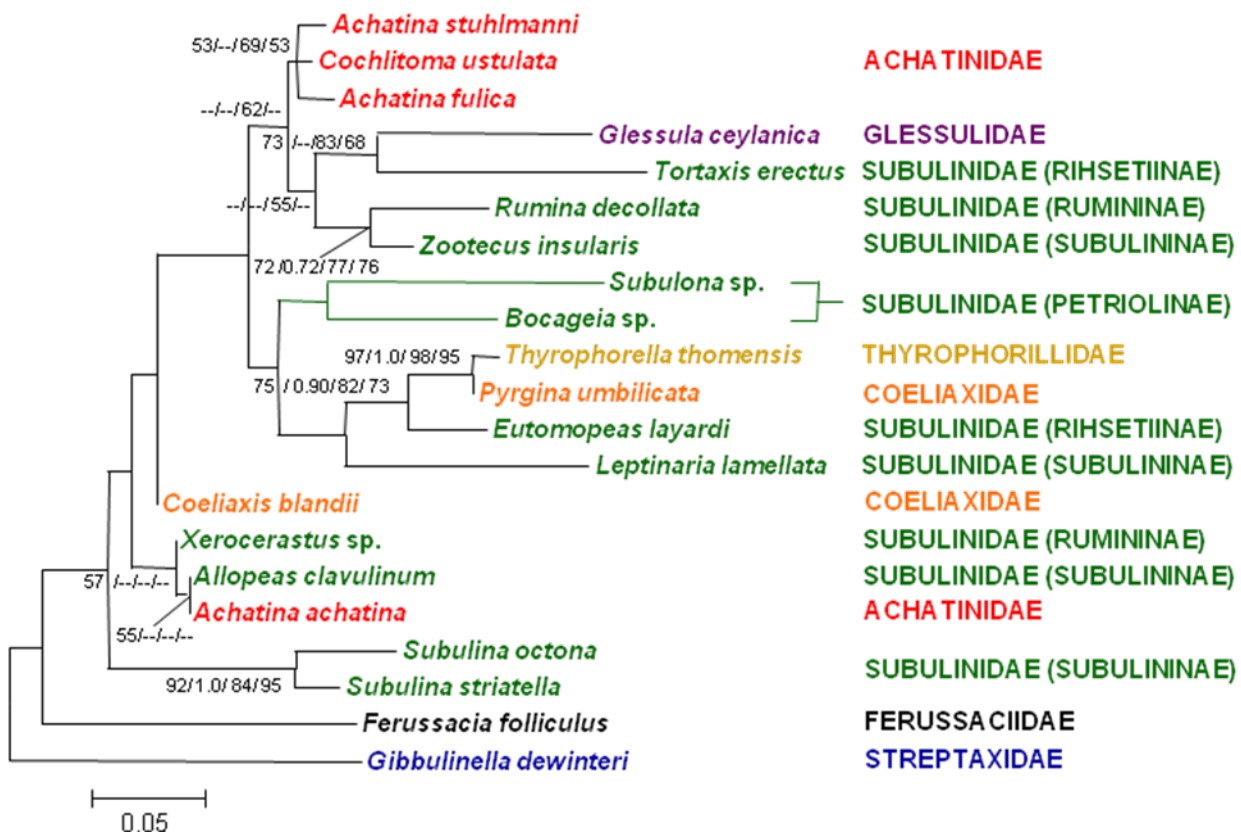 Achatina stuhlmanni
53/--/69/53
Cochlitoma ustulata ACHATINIDAE
Achatina fulica
--/--/62/--
73 /--/83/68 Glessula ceylanica GLESSULIDAE
Tortaxis erectus SUBULINIDAE (RIHSETIINAE)
--/--/55/--
Rumina decollata SUBULINIDAE (RUMININAE)
Zootecus insularis SUBULINIDAE (SUBULININAE)
72 /0.72/77/76
Subulona sp.
SUBULINIDAE (PETRIOLINAE)
Bocageia sp.
97/1.0/98/95 Thyrophorella thomensis THYROPHORILLIDAE
75 / 0.90/82/73 Pyrgina umbilicata COELIAXIDAE
Eutomopeas layardi SUBULINIDAE (RIHSETIINAE)
Leptinaria lamellata SUBULINIDAE (SUBULININAE)
Coeliaxis blandii COELIAXIDAE
Xerocerastus sp. SUBULINIDAE (RUMININAE)
57 /--/--/-- Allopeas clavulinum SUBULINIDAE (SUBULININAE)
Achatina achatina ACHATINIDAE
55/--/--/--
Subulina octona
SUBULINIDAE (SUBULININAE)
92/1.0/84/95 Subulina striatella
Ferussacia folliculus FERUSSACIIDAE
Gibbulinella dewinteri STREPTAXIDAE
0.05